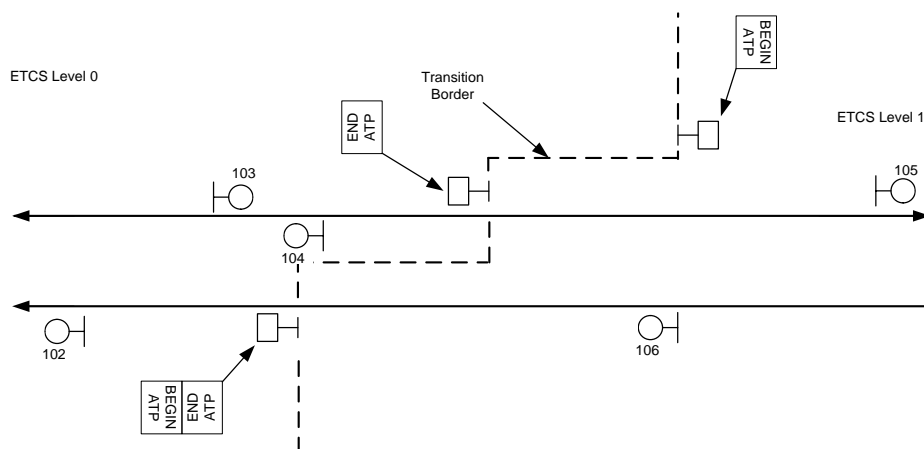 BEGIN
ATP
ETCS Level 0
Transition
Border
END
ATP
ETCS Level 1
103
105
104
102
106
BEGIN
ATP
END
ATP